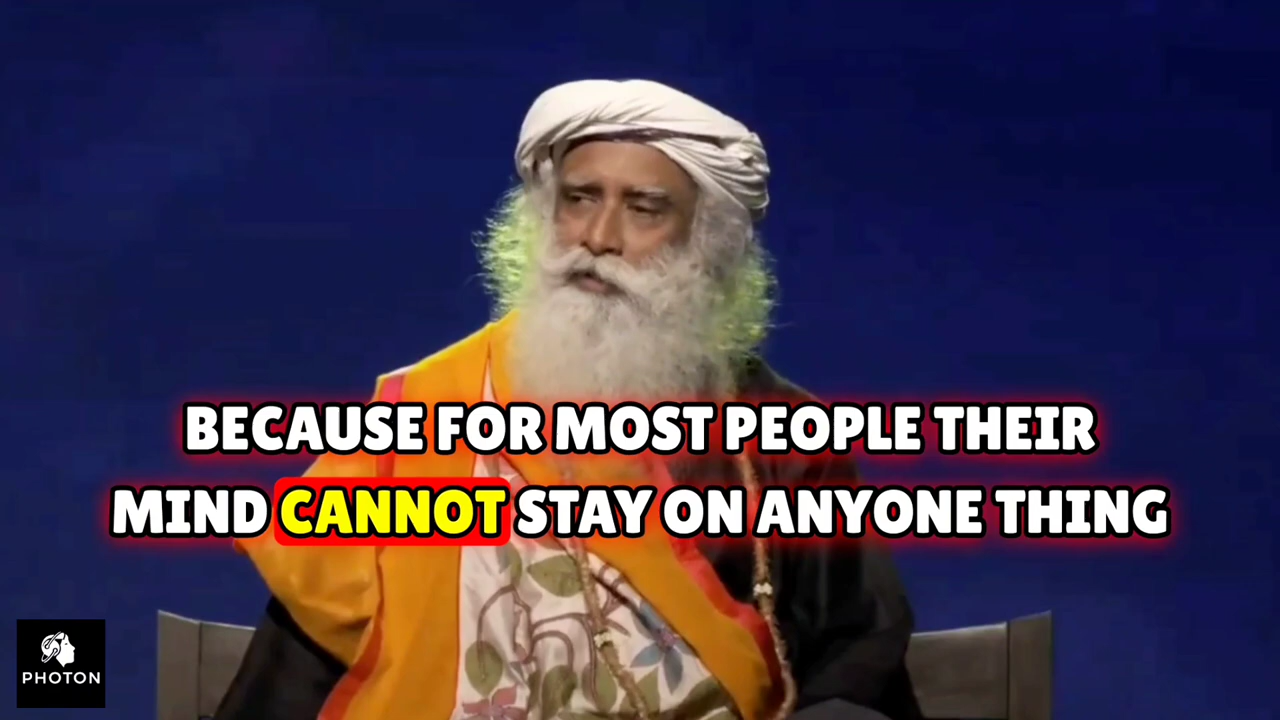 BECAUSE FOR MOST PEOPLE THEIR
MIND CANNOT STAY ON ANYONE THING
PHOTON